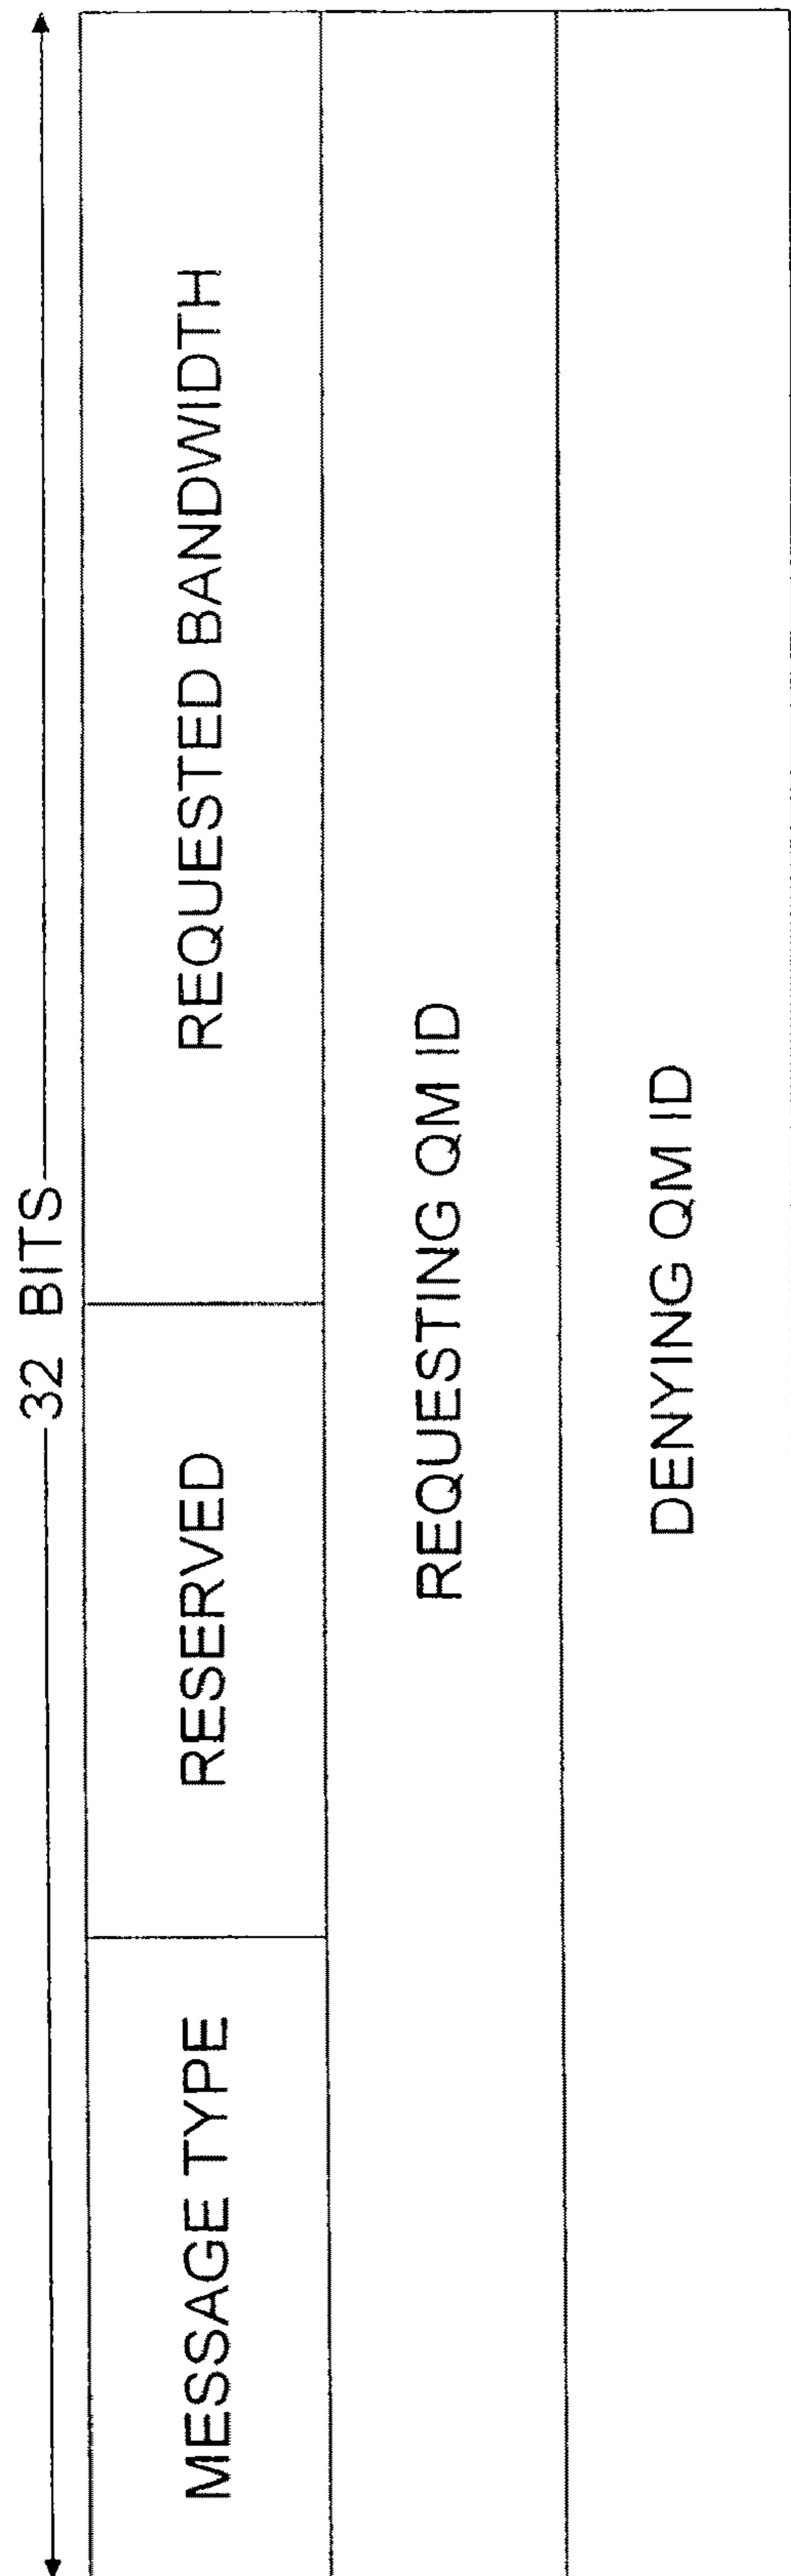 32 BITS
MESSAGE TYPE
RESERVED
REQUESTED BANDWIDTH
REQUESTING QM ID
DENYING QM ID